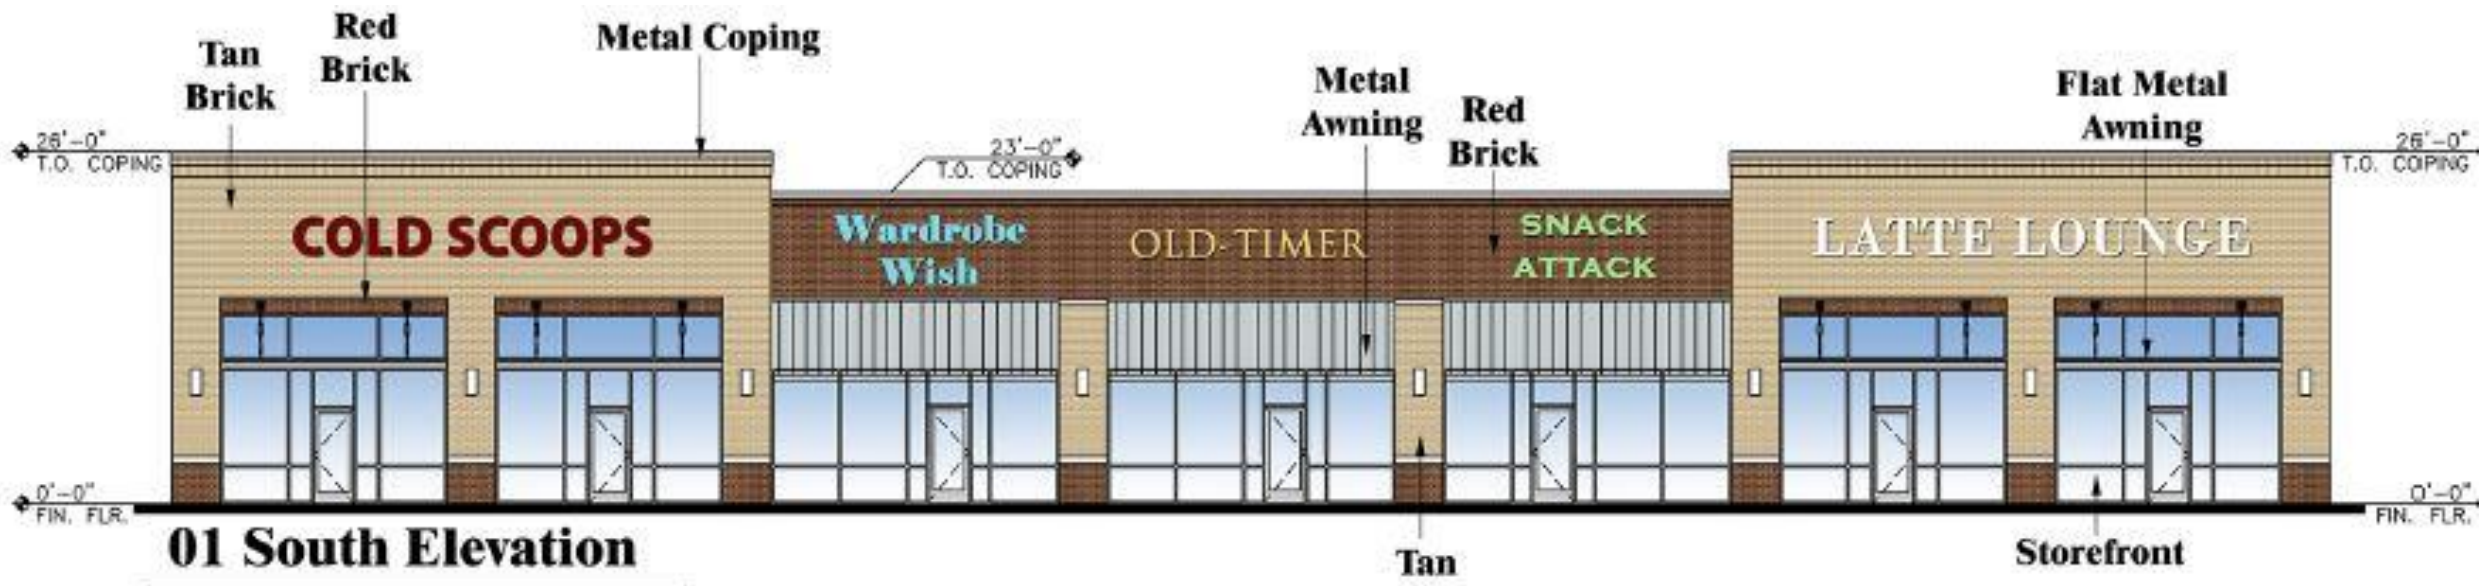 Tan
Brick
Red
Brick
Metal Coping
Metal
Awning
Red
Brick
Flat Metal
Awning
26'-0"
T.O. COPING
23'-0"
T.O. COPING
26'-0"
T.O. COPING
COLD SCOOPS
Wardrobe
Wish
OLD-TIMER
SNACK
ATTACK
LATTE LOUNGE
0'-0"
FIN. FLR.
0'-0"
FIN. FLR.
01 South Elevation
Tan
Storefront